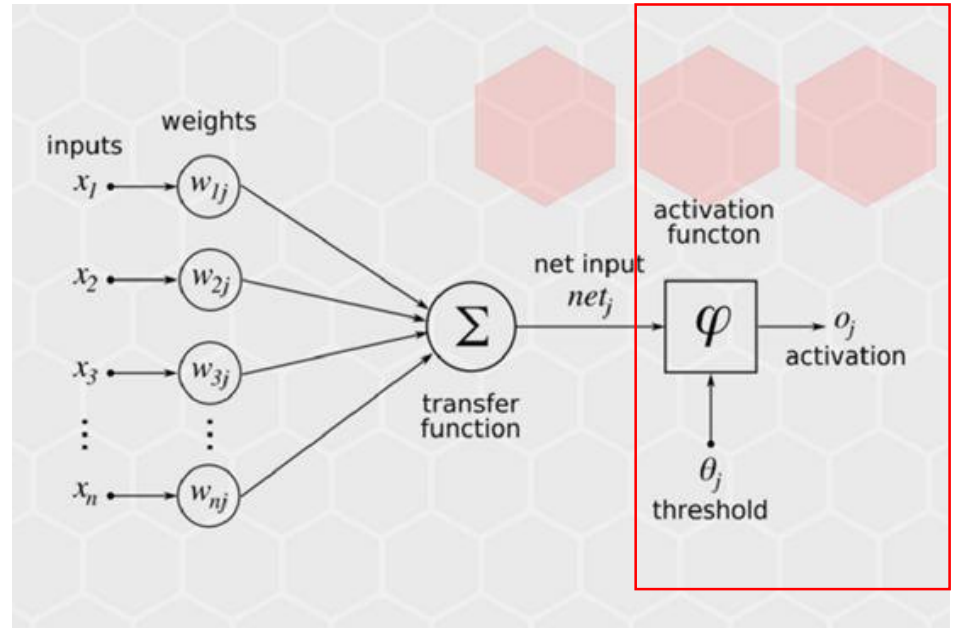 weights
inputs
x1
w1j
x2
w2j
x3
w3j
⋮ ⋮
xn
wnj
Σ
transfer
function
net input
netj
activation
functon
φ
oj
activation
θj
threshold